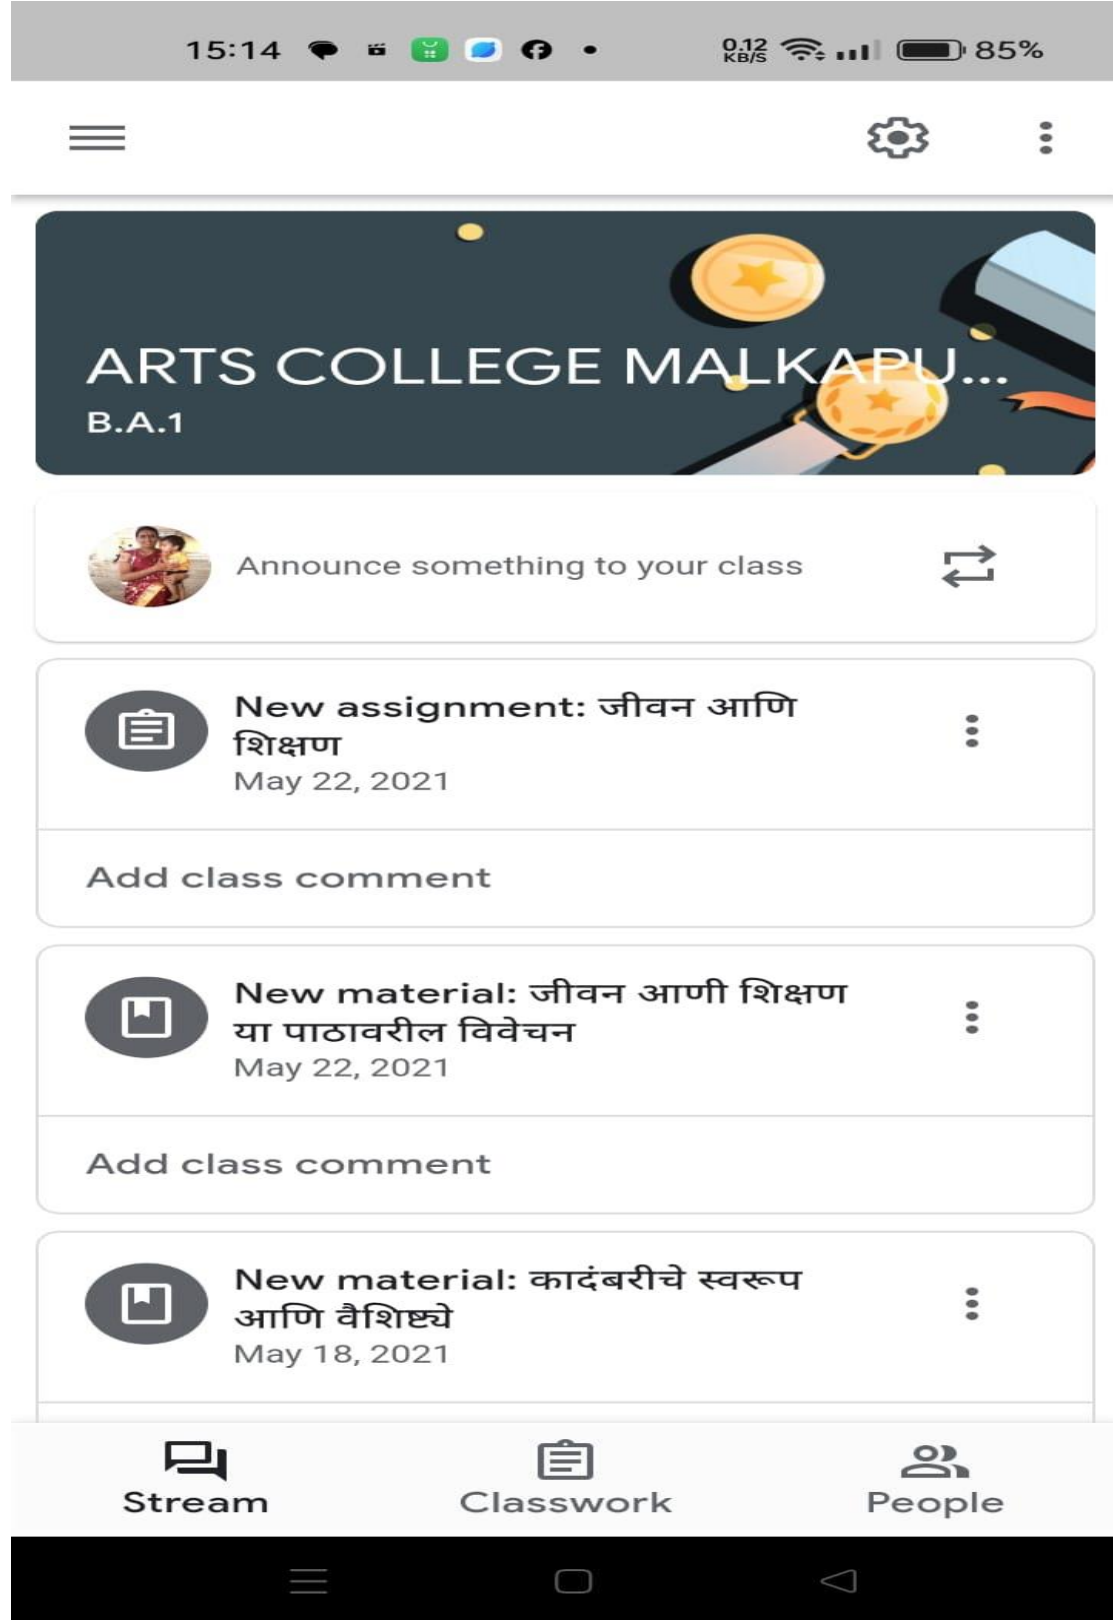 15:14 0.12 KB/S 85%
ARTS COLLEGE MALKAPU...
B.A.1
Announce something to your class
New assignment: जीवन आणि
शिक्षण
May 22, 2021
Add class comment
New material: जीवन आणी शिक्षण
या पाठावरील विवेचन
May 22, 2021
Add class comment
New material: कादंबरीचे स्वरूप
आणि वैशिष्ट्ये
May 18, 2021
Stream Classwork People